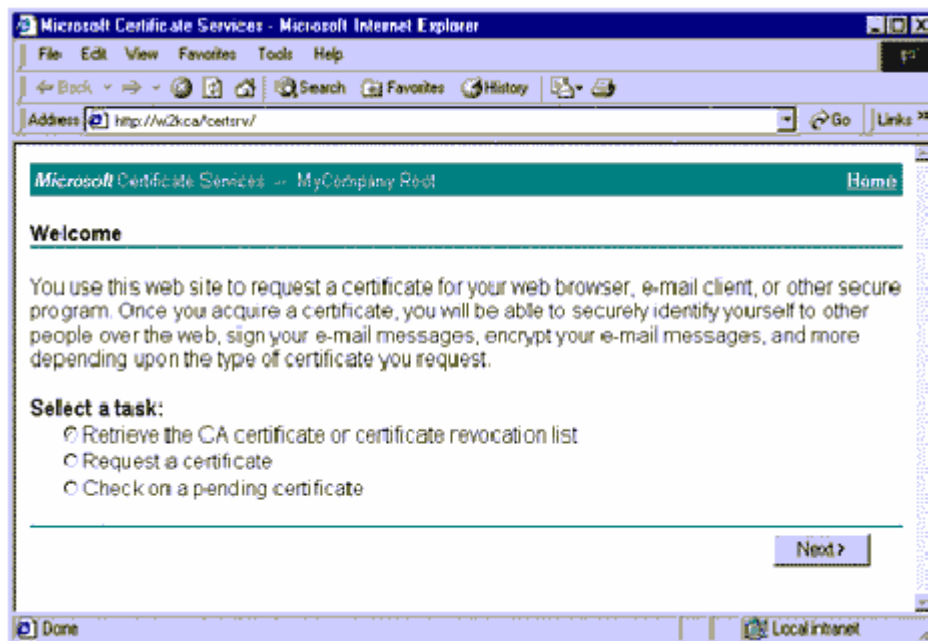 Microsoft Certificate Services - Microsoft Internet Explorer
File Edit View Favorites Tools Help
Back Search Favorites History
Address http://w2kca/certsrv/ Go Links »
Microsoft Certificate Services -- MyCompany Root Home
Welcome
You use this web site to request a certificate for your web browser, e-mail client, or other secure
program. Once you acquire a certificate, you will be able to securely identify yourself to other
people over the web, sign your e-mail messages, encrypt your e-mail messages, and more
depending upon the type of certificate you request.
Select a task:
Retrieve the CA certificate or certificate revocation list
Request a certificate
Check on a pending certificate
Next >
Done Local intranet